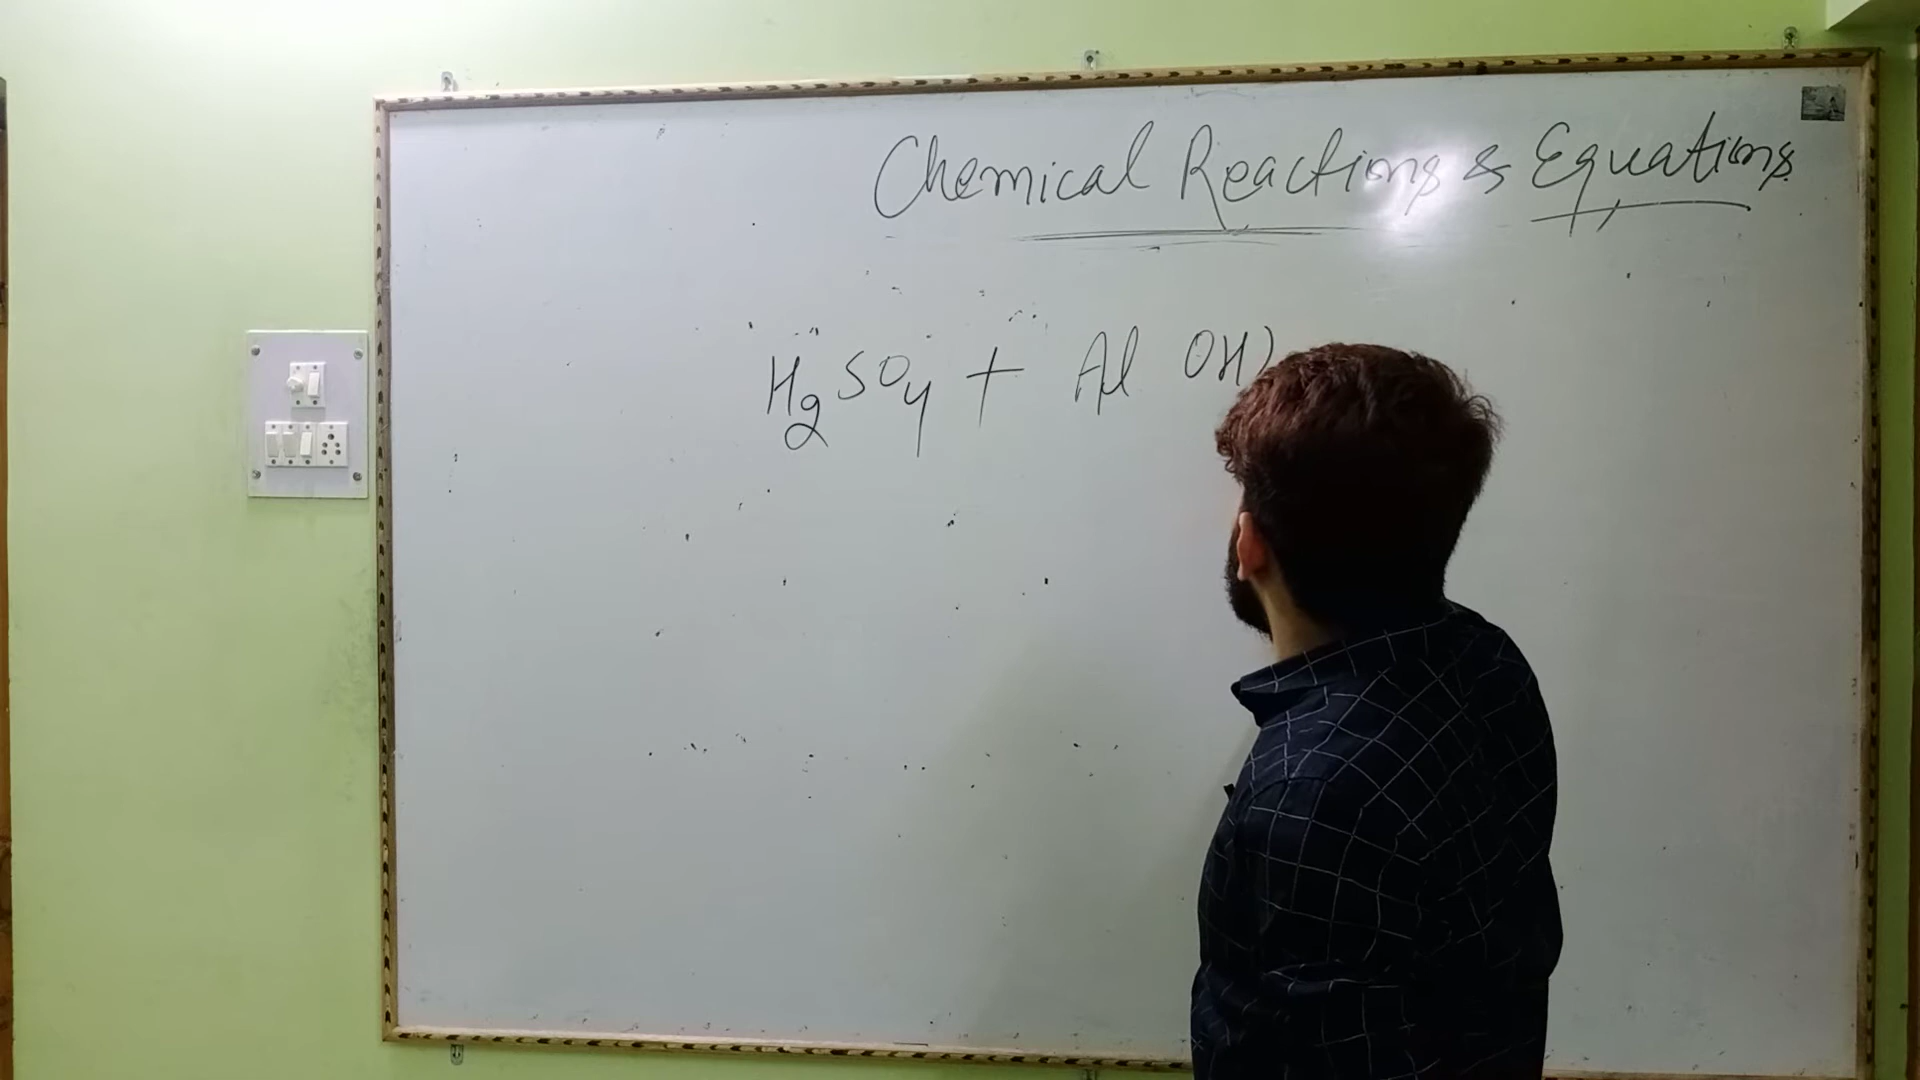 Chemical Reactions & Equations
H2SO4 + Al OH)